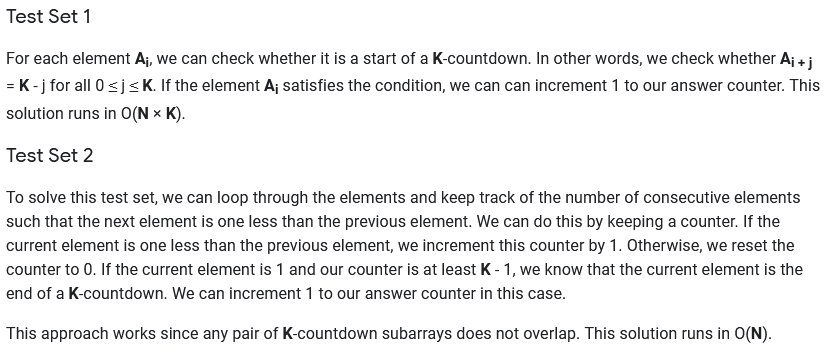 Test Set 1
For each element Ai, we can check whether it is a start of a K-countdown. In other words, we check whether Ai + j
= K - j for all 0 ≤ j ≤ K. If the element Ai satisfies the condition, we can can increment 1 to our answer counter. This
solution runs in O(N × K).
Test Set 2
To solve this test set, we can loop through the elements and keep track of the number of consecutive elements
such that the next element is one less than the previous element. We can do this by keeping a counter. If the
current element is one less than the previous element, we increment this counter by 1. Otherwise, we reset the
counter to 0. If the current element is 1 and our counter is at least K - 1, we know that the current element is the
end of a K-countdown. We can increment 1 to our answer counter in this case.
This approach works since any pair of K-countdown subarrays does not overlap. This solution runs in O(N).